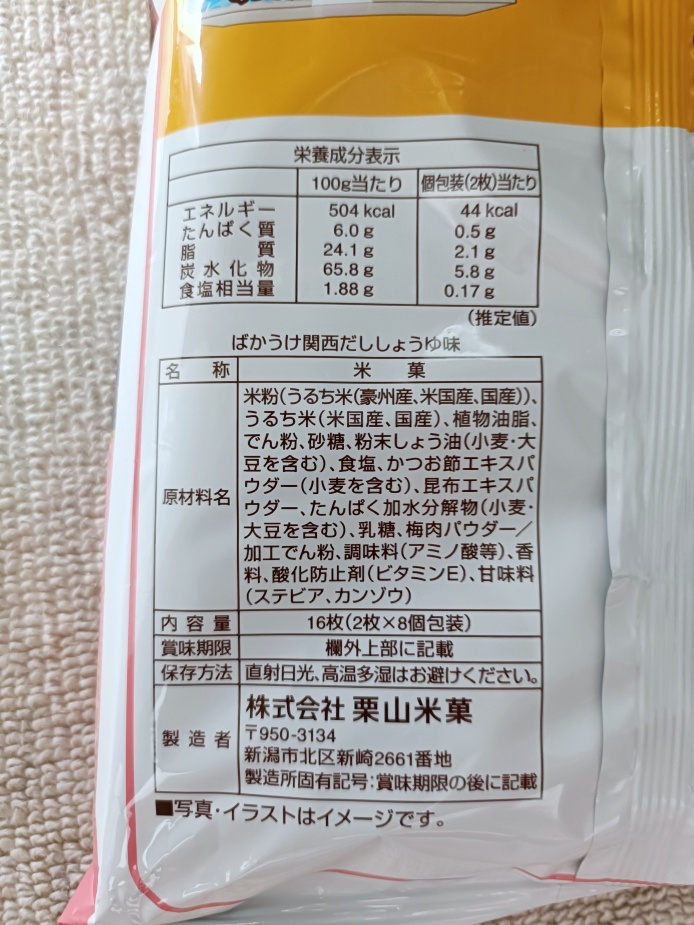 栄養成分表示
100g当たり 個包装(2枚)当たり
エネルギー 504 kcal 44 kcal
たんぱく質 6.0 g 0.5 g
脂質 24.1 g 2.1 g
炭水化物 65.8 g 5.8 g
食塩相当量 1.88 g 0.17 g
(推定値)
ばかうけ関西だししょうゆ味
名称 米菓
原材料名
米粉(うるち米(豪州産、米国産、国産))、
うるち米(米国産、国産)、植物油脂、
でん粉、砂糖、粉末しょう油(小麦・大
豆を含む)、食塩、かつお節エキスパ
ウダー(小麦を含む)、昆布エキスパ
ウダー、たんぱく加水分解物(小麦・
大豆を含む)、乳糖、梅肉パウダー/
加工でん粉、調味料(アミノ酸等)、香
料、酸化防止剤(ビタミンE)、甘味料
(ステビア、カンゾウ)
内容量 16枚(2枚×8個包装)
賞味期限 欄外上部に記載
保存方法 直射日光、高温多湿はお避けください。
製造者
株式会社 栗山米菓
〒950-3134
新潟市北区新崎2661番地
製造所固有記号:賞味期限の後に記載
■写真・イラストはイメージです。